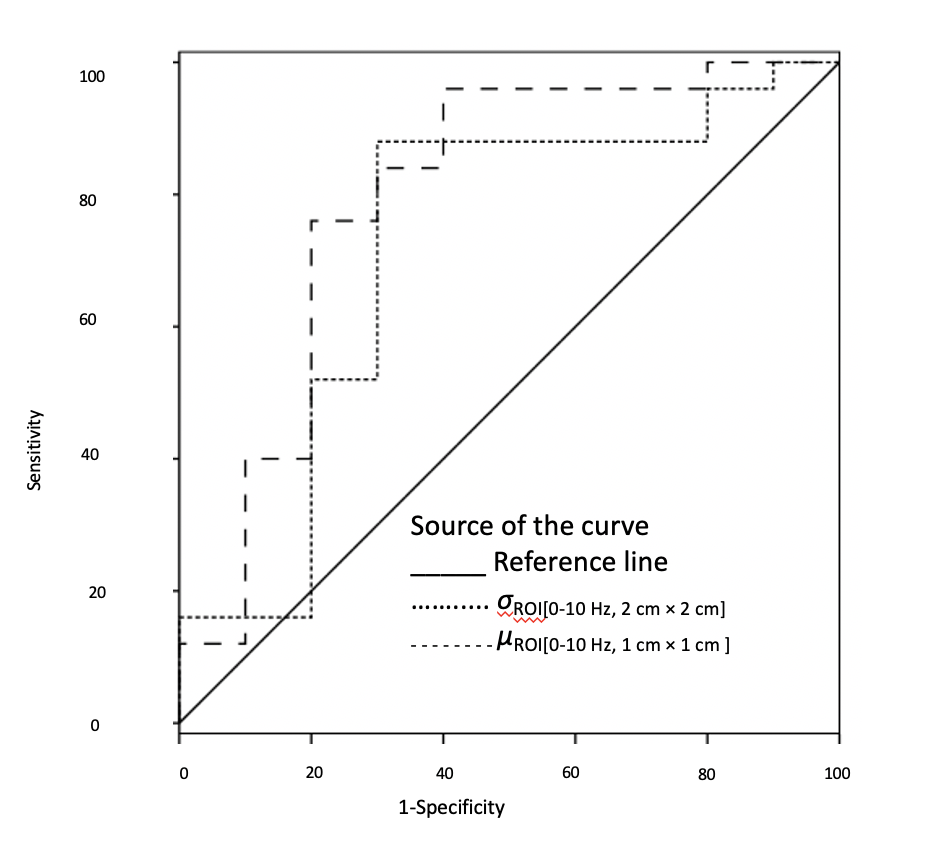 100
80
60
40
20
0
Sensitivity
Source of the curve
Reference line
σROI[0-10 Hz, 2 cm × 2 cm]
μROI[0-10 Hz, 1 cm × 1 cm ]
0 20 40 60 80 100
1-Specificity